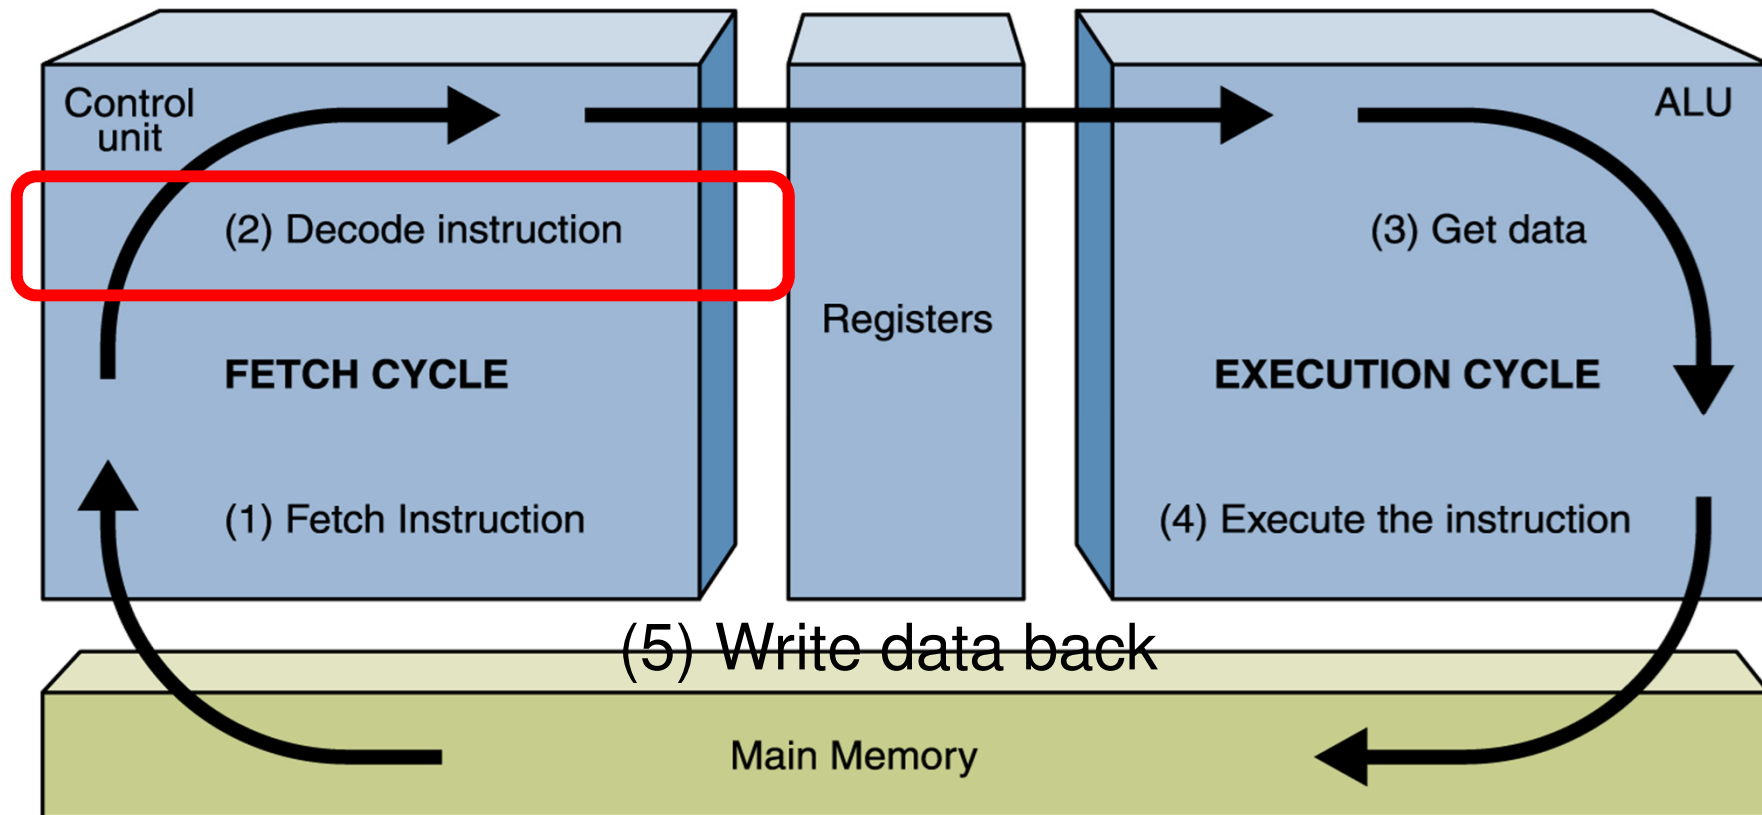 Control
unit
ALU
(2) Decode instruction
(3) Get data
Registers
FETCH CYCLE
EXECUTION CYCLE
(1) Fetch Instruction
(4) Execute the instruction
(5) Write data back
Main Memory